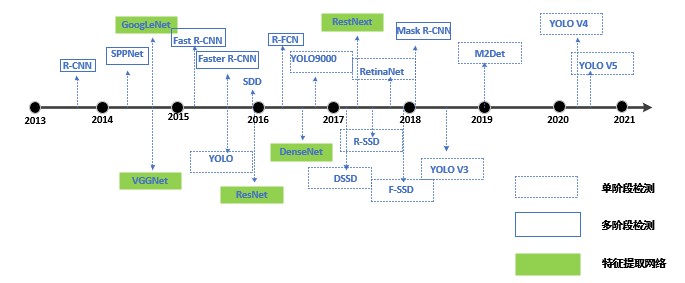 GoogLeNet
RestNext
YOLO V4
Fast R-CNN
R-FCN
Mask R-CNN
SPPNet
Faster R-CNN
YOLO9000
M2Det
R-CNN
RetinaNet
YOLO V5
SDD
2013
2014
2015
2016
2017
2018
2019
2020
2021
R-SSD
YOLO
DenseNet
YOLO V3
VGGNet
DSSD
ResNet
F-SSD
单阶段检测
多阶段检测
特征提取网络